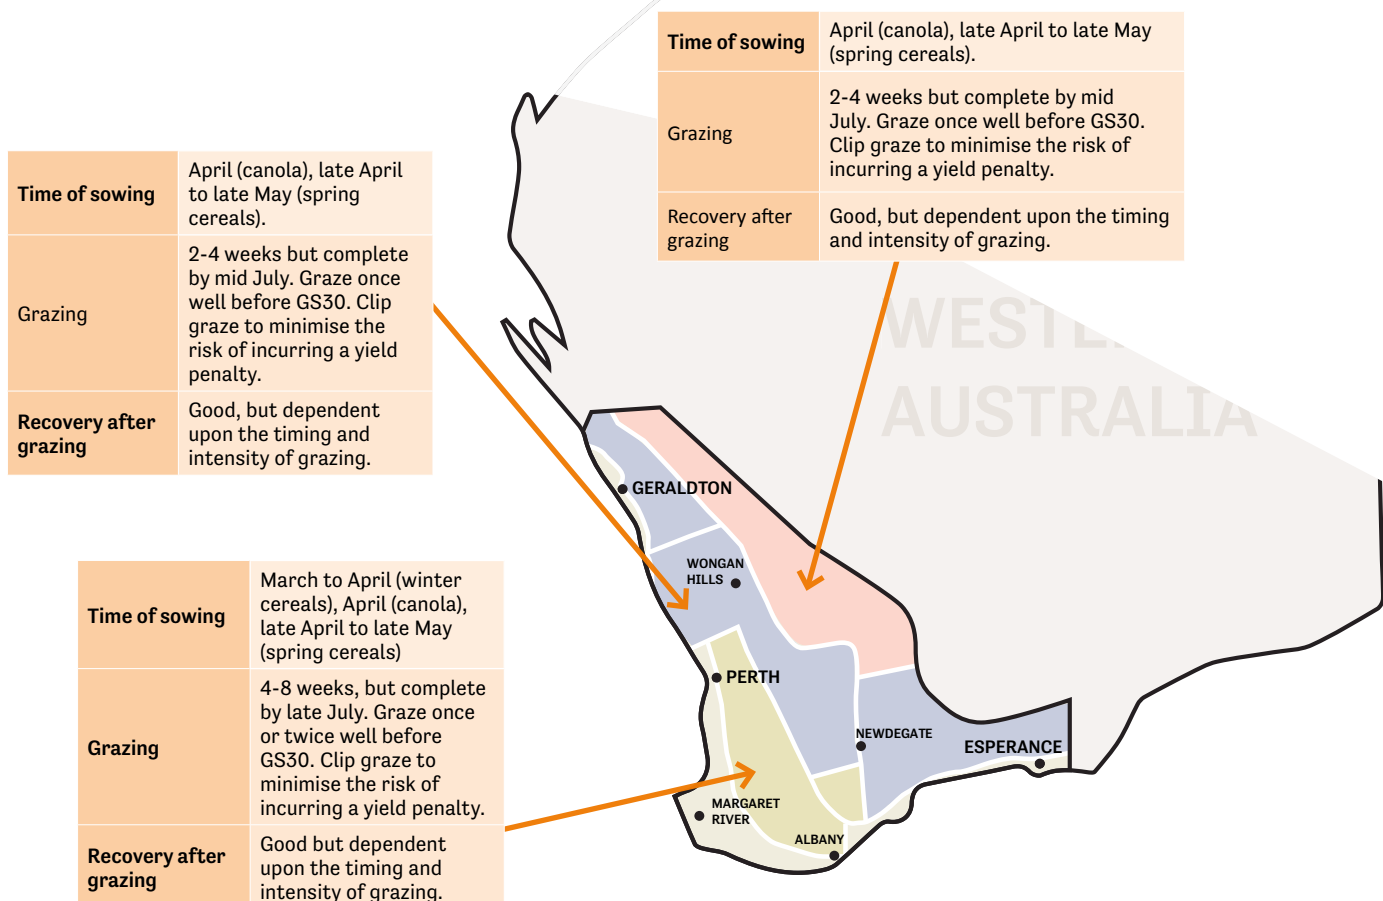 Time of sowing
April (canola), late April to late May
(spring cereals).
Grazing
2-4 weeks but complete by mid
July. Graze once well before GS30.
Clip graze to minimise the risk of
incurring a yield penalty.
Recovery after
grazing
Good, but dependent upon the timing
and intensity of grazing.
Time of sowing
April (canola), late April
to late May (spring
cereals).
Grazing
2-4 weeks but complete
by mid July. Graze once
well before GS30. Clip
graze to minimise the
risk of incurring a yield
penalty.
Recovery after
grazing
Good, but dependent
upon the timing and
intensity of grazing.
Time of sowing
March to April (winter
cereals), April (canola),
late April to late May
(spring cereals)
Grazing
4-8 weeks, but complete
by late July. Graze once
or twice well before
GS30. Clip graze to
minimise the risk of
incurring a yield penalty.
Recovery after
grazing
Good but dependent
upon the timing and
intensity of grazing.
AUSTRALIA
GERALDTON
WONGAN
HILLS
PERTH
NEWDEGATE
ESPERANCE
MARGARET
RIVER
ALBANY